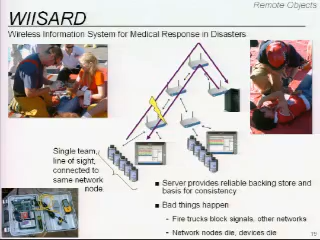 Remote Objects
WIISARD
Wireless Information System for Medical Response in Disasters
Single team,
line of sight,
connected to
same network
node.
■ Server provides reliable backing store and
basis for consistency
■ Bad things happen
- Fire trucks block signals, other networks
- Network nodes die, devices die